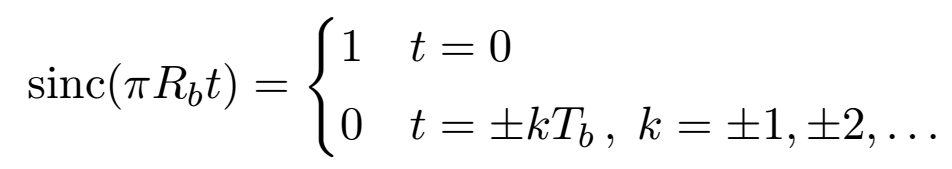 sinc(πR_b t) = { 1  t = 0
0  t = ±kT_b , k = ±1, ±2, . . .